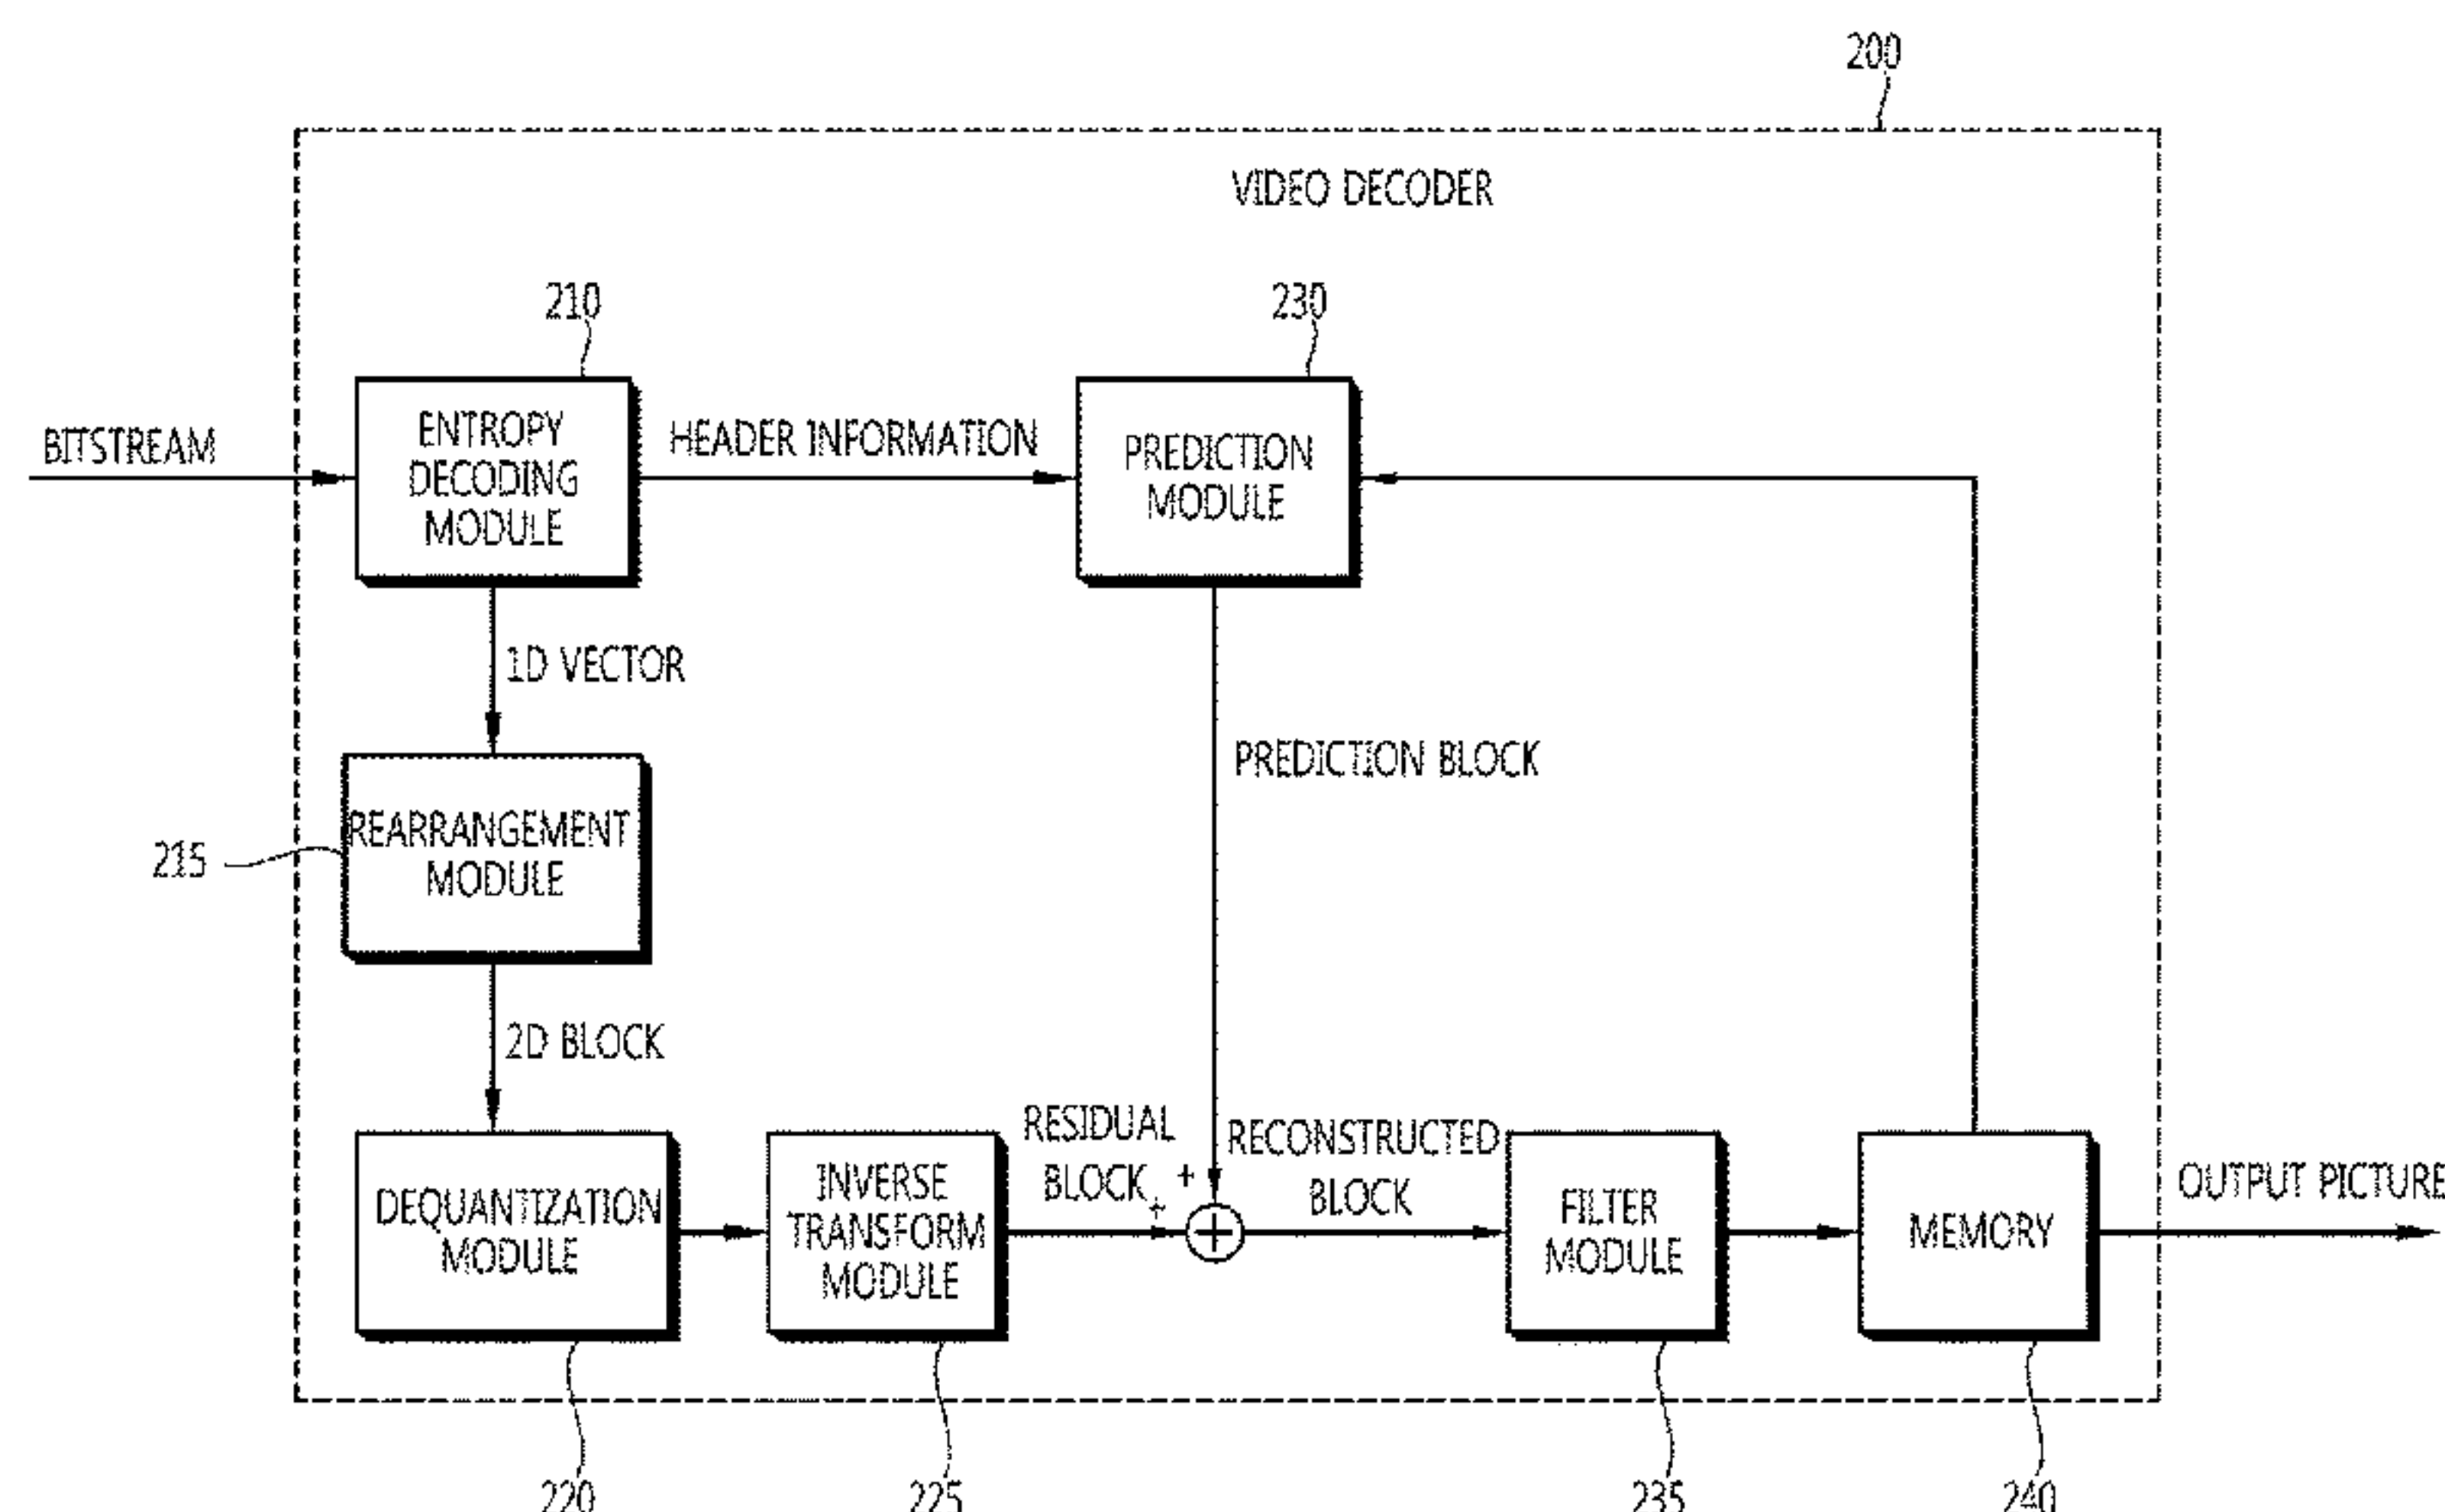 200
VIDEO DECODER
210
230
BITSTREAM
ENTROPY
DECODING
MODULE
HEADER INFORMATION
PREDICTION
MODULE
1D VECTOR
PREDICTION BLOCK
215
REARRANGEMENT
MODULE
2D BLOCK
DEQUANTIZATION
MODULE
INVERSE
TRANSFORM
MODULE
RESIDUAL
BLOCK
+
+
+
RECONSTRUCTED
BLOCK
FILTER
MODULE
MEMORY
OUTPUT PICTURE
220
225
235
240